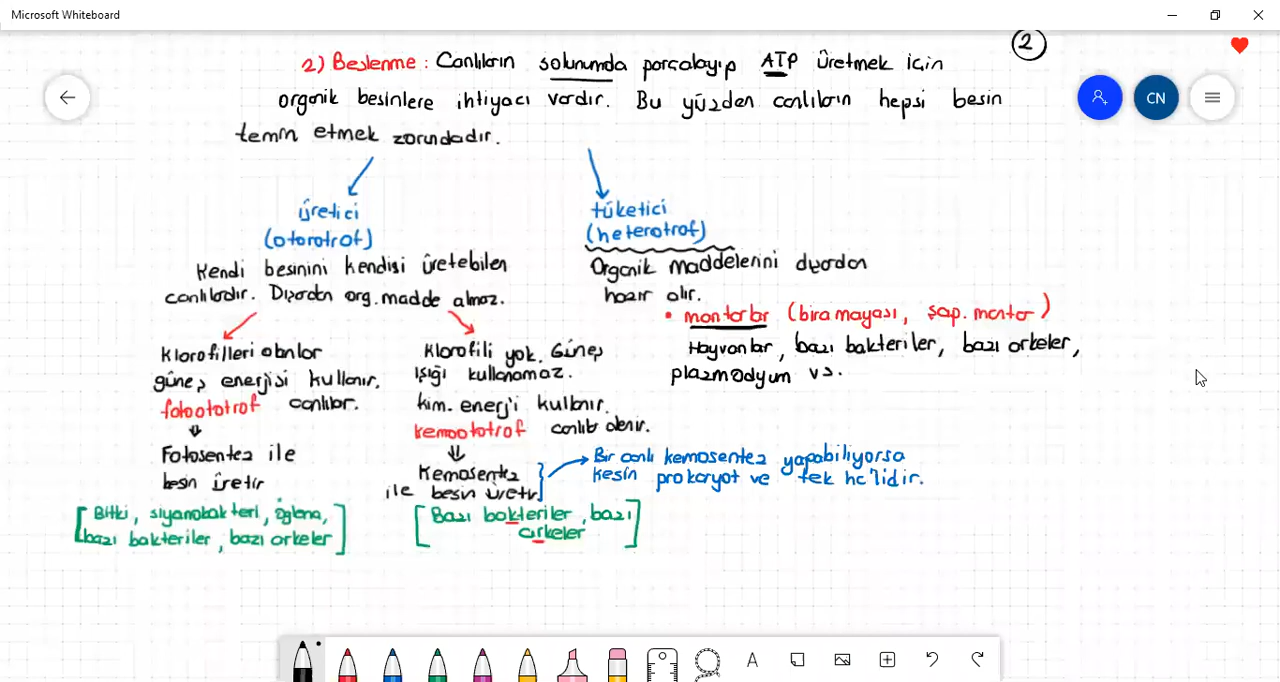 Microsoft Whiteboard
2
2) Beslenme : Canlıların solunumda parçalayıp ATP üretmek için
organik besinlere ihtiyacı vardır. Bu yüzden canlıların hepsi besin
temin etmek zorundadır.
CN
üretici
(ototrotrof)
Kendi besinini kendisi üretebilen
canlılardır. Dışardan org. madde almaz.
Klorofilleri olanlar
güneş enerjisi kullanır.
fotoototrof canlılar.
Fotosentez ile
besin üretir
[Bitki, siyanobakteri, öglena,
bazı bakteriler, bazı arkeler]
Klorofili yok. Güneş
ışığı kullanamaz.
kim. enerji kullanır.
kemoototrof canlılar denir.
Kemosentez
ile besin üretir
Bir canlı kemosentez yapabiliyorsa
kesin prokaryot ve tek hc'lidir.
[Bazı bakteriler, bazı
arkeler]
tüketici
(heterotrof)
Organik maddelerini dışardan
hazır alır.
• mantarlar (bira mayası, şap. mantar)
Hayvanlar, bazı bakteriler, bazı arkeler,
plazmodyum vs.
A